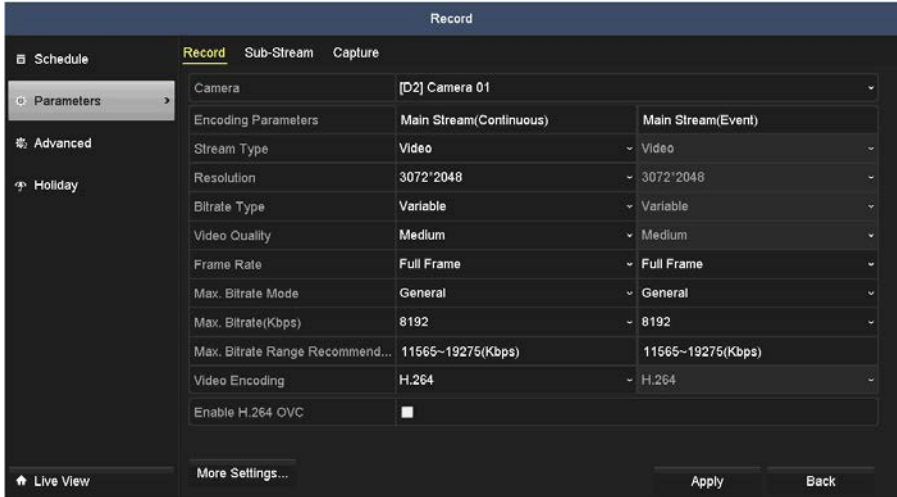 Record
Schedule
Parameters
Advanced
Holiday
Live View
Record Sub-Stream Capture
Camera [D2] Camera 01
Encoding Parameters Main Stream(Continuous) Main Stream(Event)
Stream Type Video Video
Resolution 3072*2048 3072*2048
Bitrate Type Variable Variable
Video Quality Medium Medium
Frame Rate Full Frame Full Frame
Max. Bitrate Mode General General
Max. Bitrate(Kbps) 8192 8192
Max. Bitrate Range Recommend... 11565~19275(Kbps) 11565~19275(Kbps)
Video Encoding H.264 H.264
Enable H.264 OVC
More Settings...
Apply Back